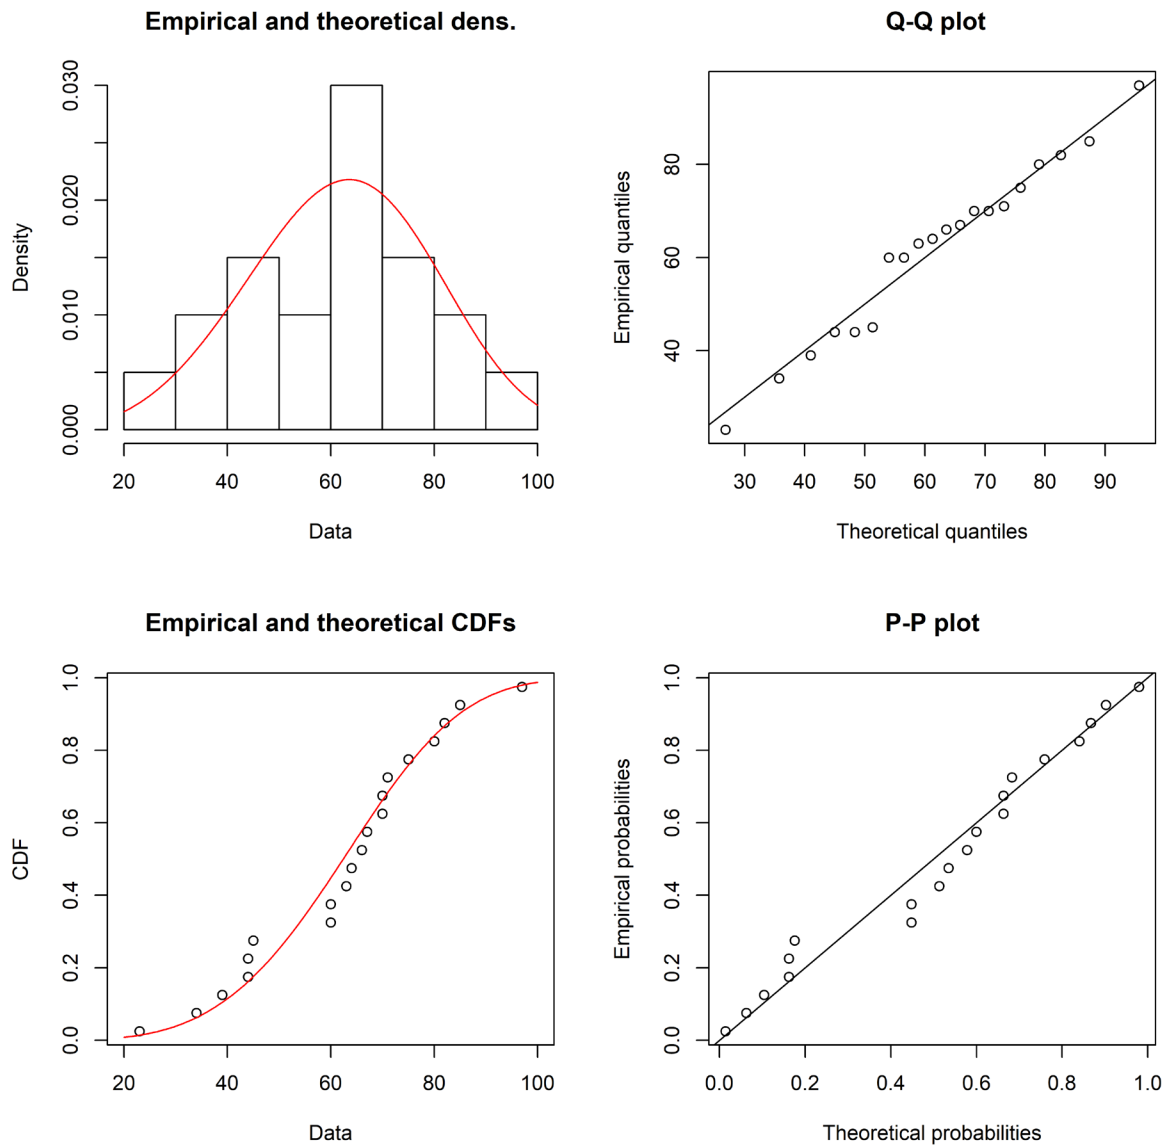 Empirical and theoretical dens.
Density
0.000 0.010 0.020 0.030
20 40 60 80 100
Data
Q-Q plot
Empirical quantiles
40 60 80
30 40 50 60 70 80 90
Theoretical quantiles
Empirical and theoretical CDFs
CDF
0.0 0.2 0.4 0.6 0.8 1.0
20 40 60 80 100
Data
P-P plot
Empirical probabilities
0.0 0.2 0.4 0.6 0.8 1.0
0.0 0.2 0.4 0.6 0.8 1.0
Theoretical probabilities